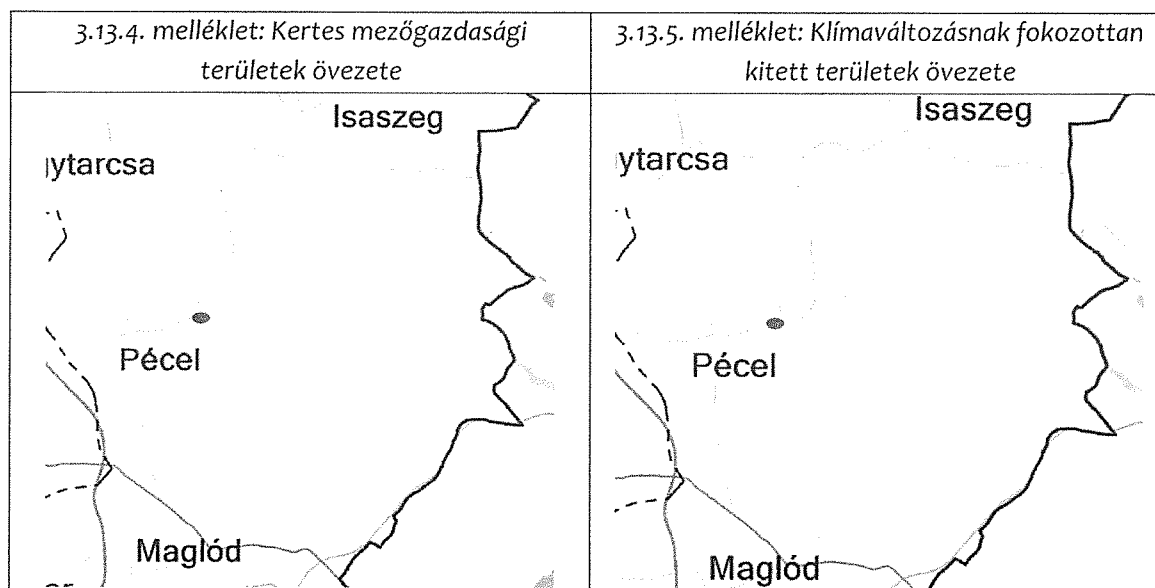 3.13.4. melléklet: Kertes mezőgazdasági
területek övezete
3.13.5. melléklet: Klímaváltozásnak fokozottan
kitett területek övezete
Isaszeg
ytarcsa
Pécel
Maglód
Isaszeg
ytarcsa
Pécel
Maglód